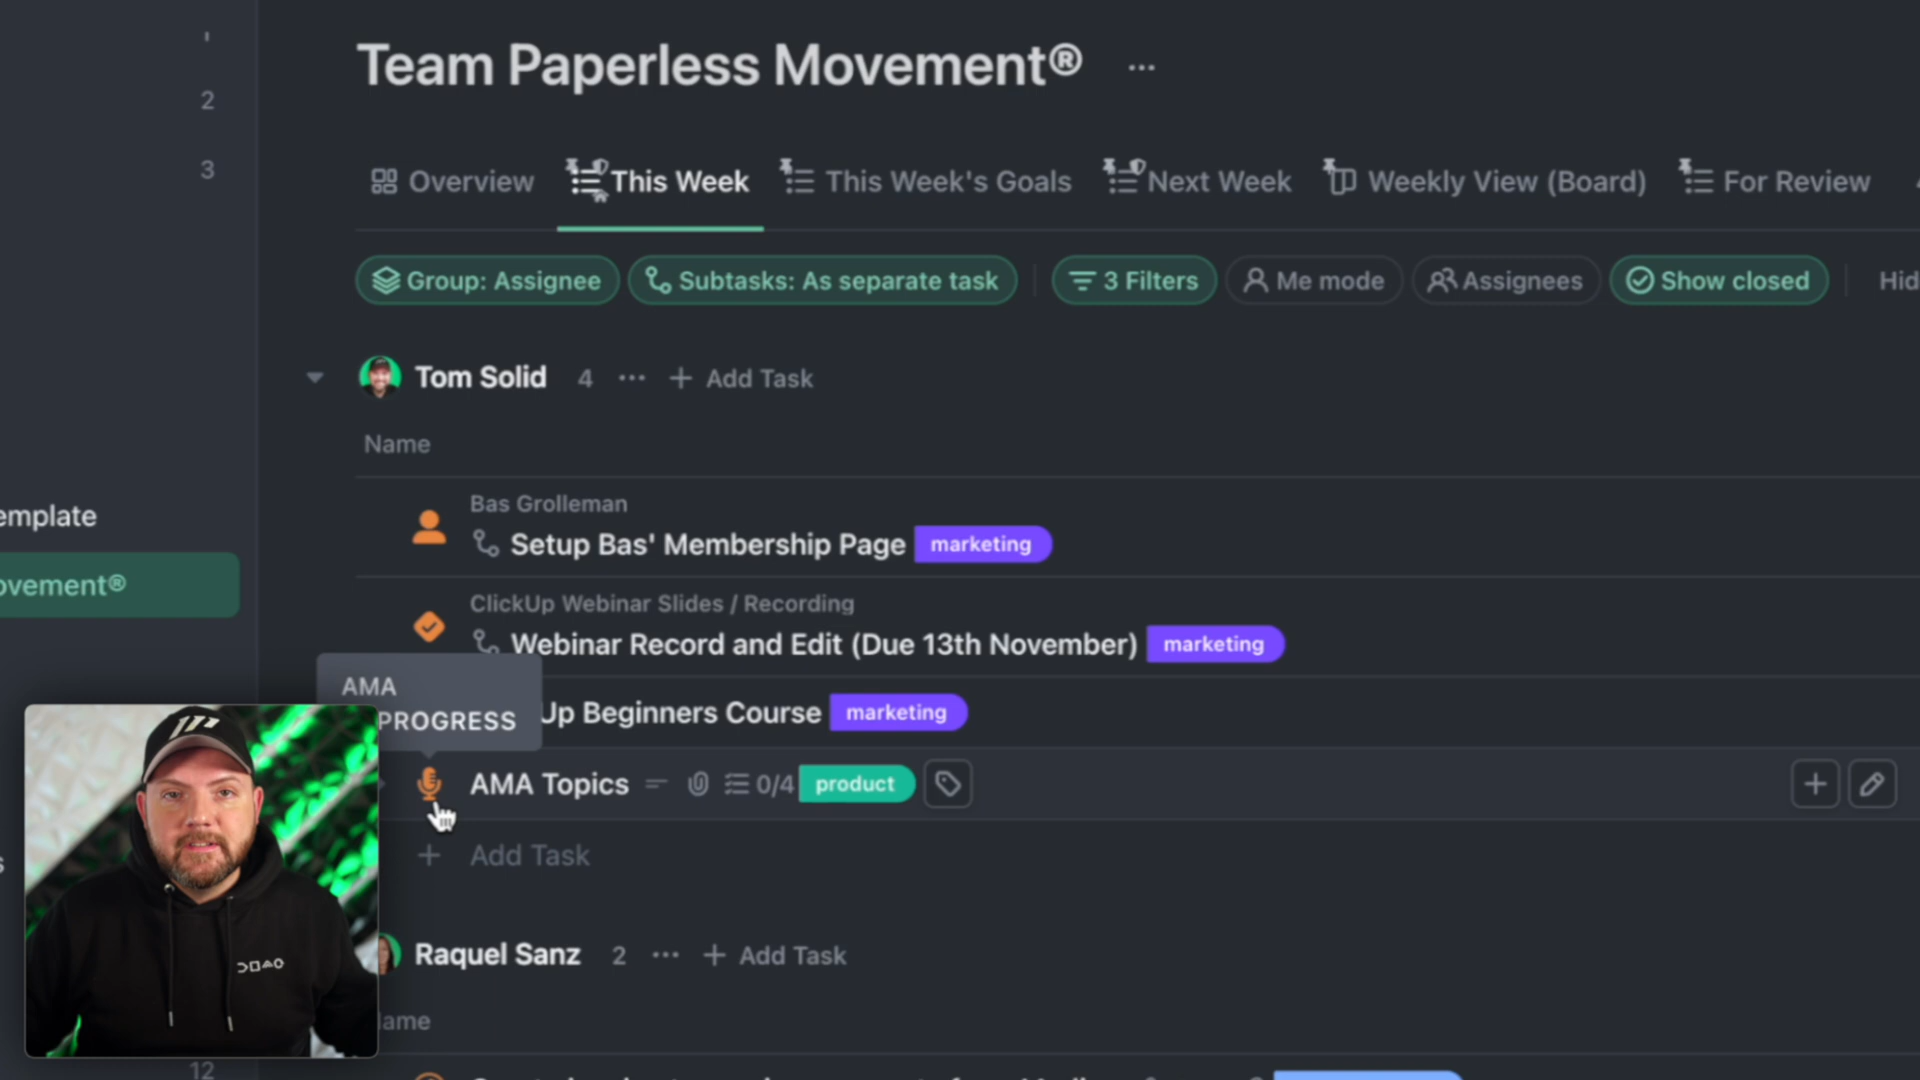 2
3
emplate
ovement®
12
Team Paperless Movement® ...
Overview This Week This Week's Goals Next Week Weekly View (Board) For Review
Group: Assignee Subtasks: As separate task 3 Filters Me mode Assignees Show closed Hid
Tom Solid 4 ... + Add Task
Name
Bas Grolleman
Setup Bas' Membership Page marketing
ClickUp Webinar Slides / Recording
Webinar Record and Edit (Due 13th November) marketing
AMA
PROGRESS
Up Beginners Course marketing
AMA Topics 0/4 product
+ Add Task
Raquel Sanz 2 ... + Add Task
ame